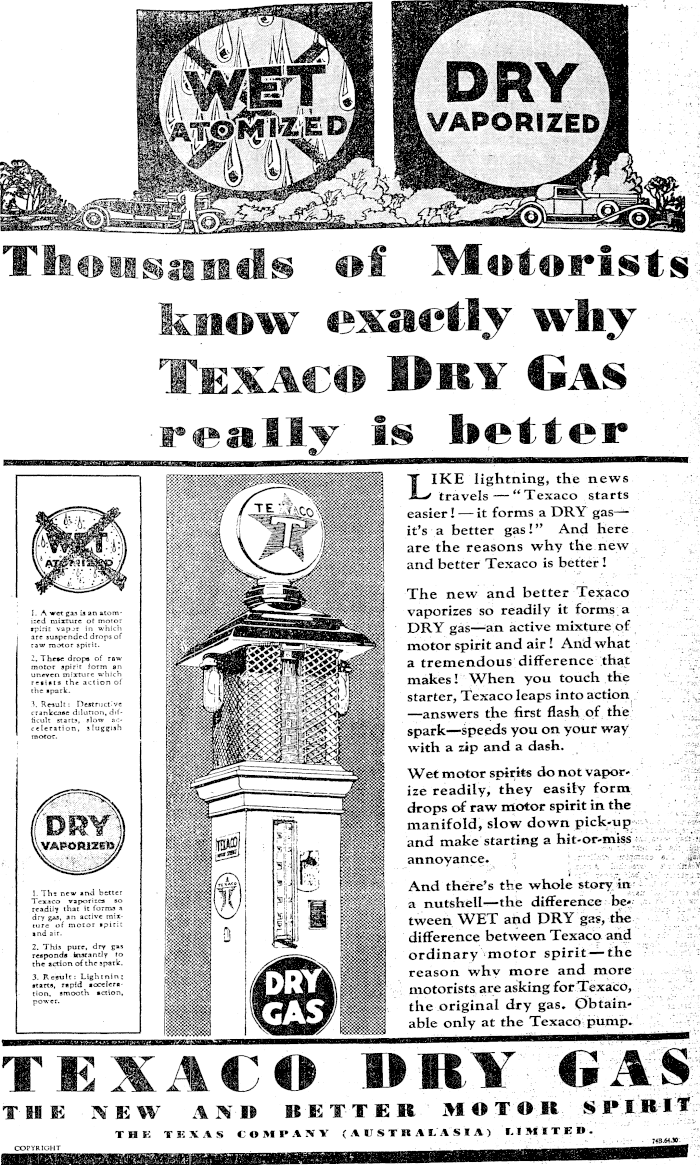 WET
ATOMIZED
DRY
VAPORIZED
Thousands of Motorists
know exactly why
TEXACO DRY GAS
really is better
WET
ATOMIZED
1. A wet gas is an atom-
ized mixture of motor
spirit vapor in which
are suspended drops of
raw motor spirit.
2. These drops of raw
motor spirit form an
uneven mixture which
resists the action of
the spark.
3. Result: Destructive
crankcase dilution, dif-
ficult starts, slow ac-
celeration, sluggish
motor.
DRY
VAPORIZED
1. The new and better
Texaco vaporizes so
readily that it forms a
dry gas, an active mix-
ture of motor spirit
and air.
2. This pure, dry gas
responds instantly to
the action of the spark.
3. Result: Lightning
starts, rapid accelera-
tion, smooth action,
power.
TEXACO
T
TEXACO
TEXACO
T
DRY
GAS
LIKE lightning, the news
travels — "Texaco starts
easier! — it forms a DRY gas—
it's a better gas!" And here
are the reasons why the new
and better Texaco is better!
The new and better Texaco
vaporizes so readily it forms a
DRY gas—an active mixture of
motor spirit and air! And what
a tremendous difference that
makes! When you touch the
starter, Texaco leaps into action
—answers the first flash of the
spark—speeds you on your way
with a zip and a dash.
Wet motor spirits do not vapor-
ize readily, they easily form
drops of raw motor spirit in the
manifold, slow down pick-up
and make starting a hit-or-miss
annoyance.
And there's the whole story in
a nutshell—the difference be-
tween WET and DRY gas, the
difference between Texaco and
ordinary motor spirit—the
reason why more and more
motorists are asking for Texaco,
the original dry gas. Obtain-
able only at the Texaco pump.
TEXACO DRY GAS
THE NEW AND BETTER MOTOR SPIRIT
THE TEXAS COMPANY (AUSTRALASIA) LIMITED.
COPYRIGHT